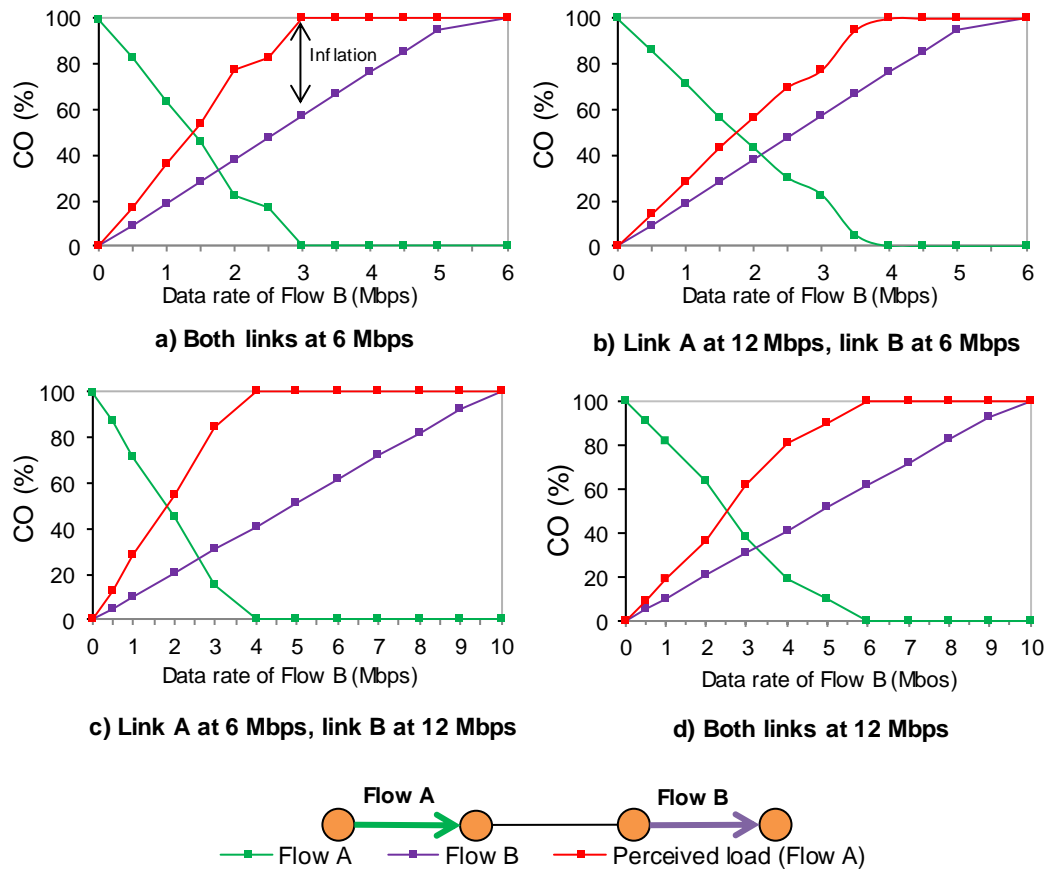 100
80
60
40
20
0
CO (%)
Inflation
0 1 2 3 4 5 6
Data rate of Flow B (Mbps)
a) Both links at 6 Mbps
100
80
60
40
20
0
CO (%)
0 1 2 3 4 5 6
Data rate of Flow B (Mbps)
b) Link A at 12 Mbps, link B at 6 Mbps
100
80
60
40
20
0
CO (%)
0 1 2 3 4 5 6 7 8 9 10
Data rate of Flow B (Mbps)
c) Link A at 6 Mbps, link B at 12 Mbps
100
80
60
40
20
0
CO (%)
0 1 2 3 4 5 6 7 8 9 10
Data rate of Flow B (Mbos)
d) Both links at 12 Mbps
Flow A Flow B
Flow A Flow B Perceived load (Flow A)